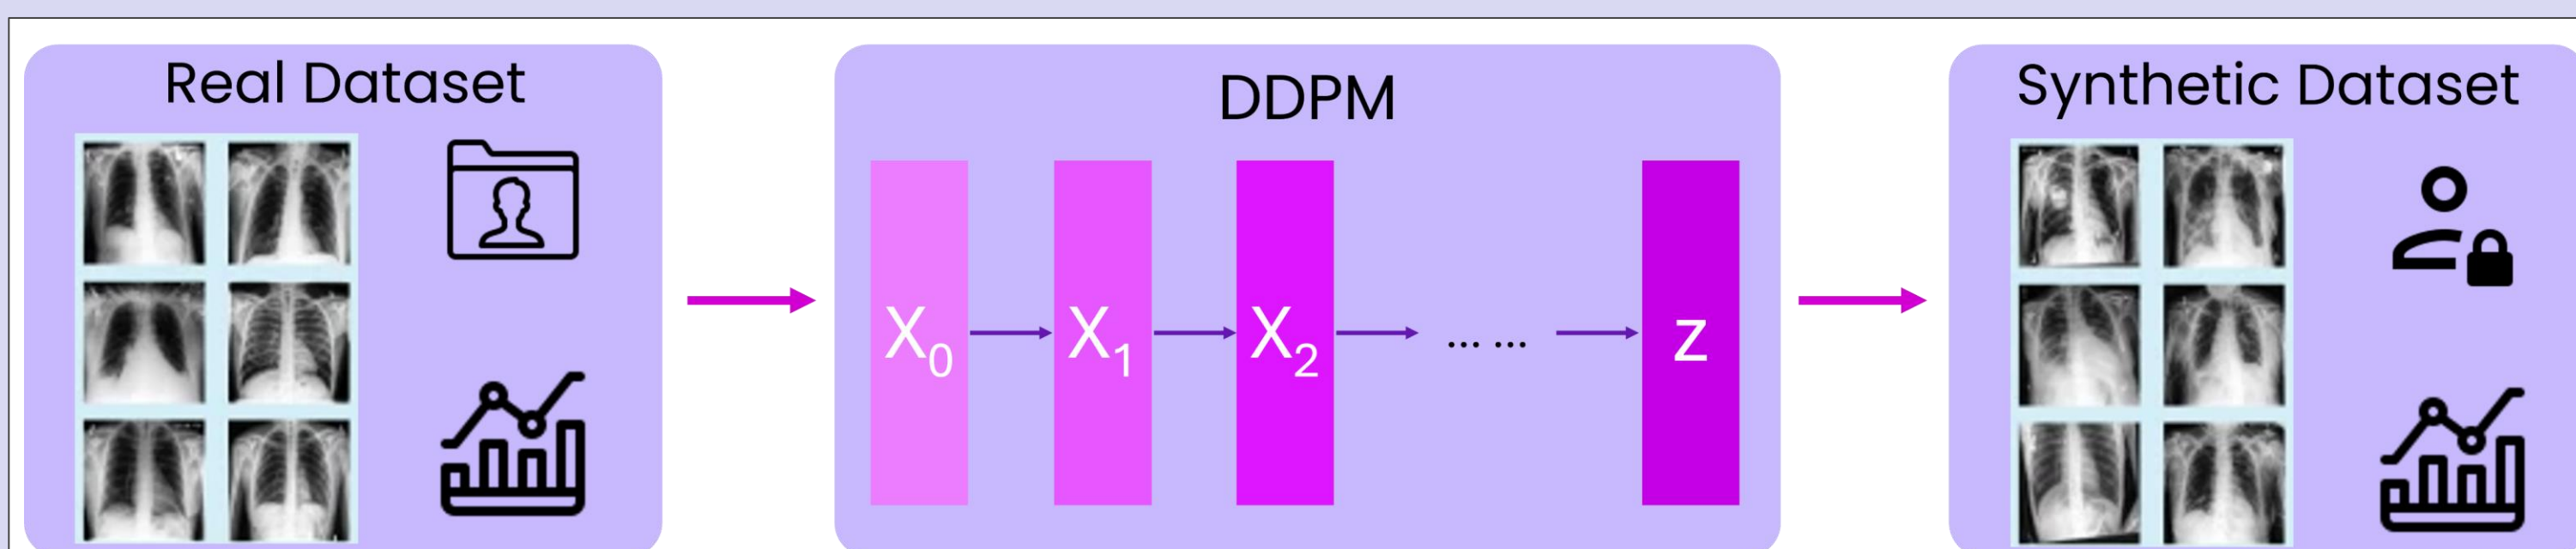 Real Dataset
DDPM
Synthetic Dataset
X0
X1
X2
... ...
z